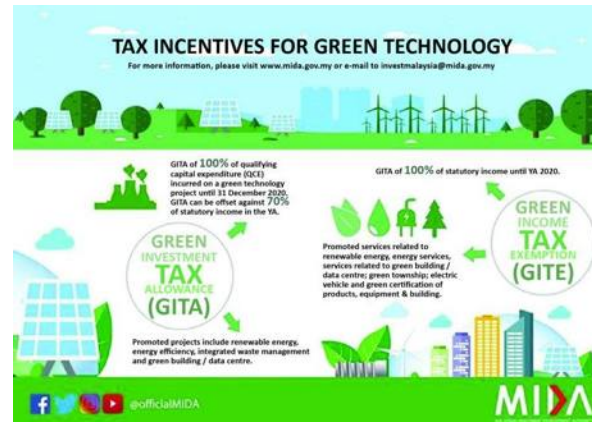 TAX INCENTIVES FOR GREEN TECHNOLOGY
For more information, please visit www.mida.gov.my or e-mail to investmalaysia@mida.gov.my
GITA of 100% of qualifying
capital expenditure (QCE)
incurred on a green technology
project until 31 December 2020.
GITA can be offset against 70%
of statutory income in the YA.
GREEN
INVESTMENT
TAX
ALLOWANCE
(GITA)
Promoted projects include renewable energy,
energy efficiency, integrated waste management
and green building / data centre.
GITA of 100% of statutory income until YA 2020.
GREEN
INCOME
TAX
EXEMPTION
(GITE)
Promoted services related to
renewable energy, energy services,
services related to green building /
data centre; green township; electric
vehicle and green certification of
products, equipment & building.
@officialMIDA
MIDA